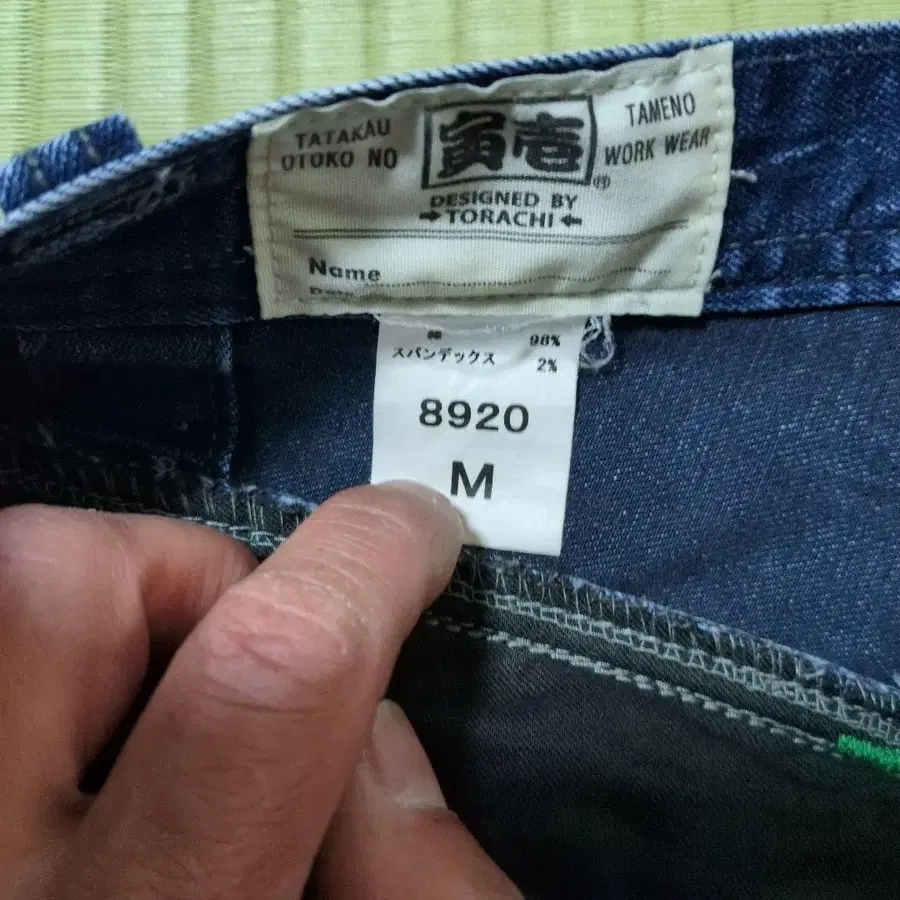 TATAKAU
OTOKO NO
寅壱
®
TAMENO
WORK WEAR
DESIGNED BY
→TORACHI←
Name
綿 98%
スパンデックス 2%
8920
M